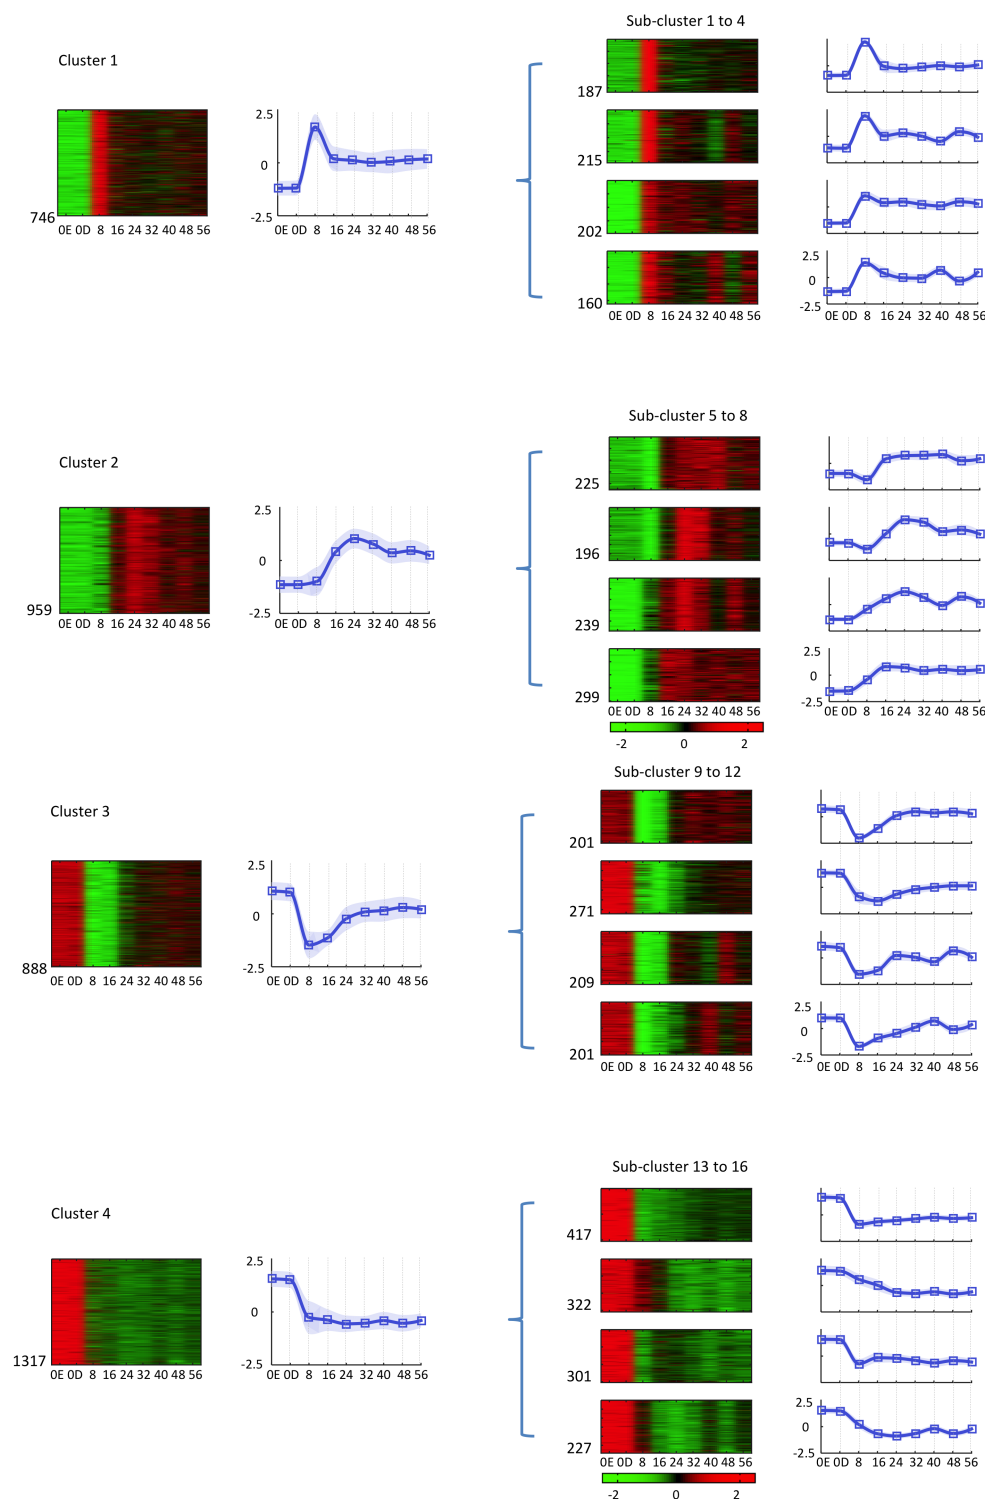 Sub-cluster 1 to 4
Cluster 1
187
2.5
0
-2.5
215
746
0E 0D 8 16 24 32 40 48 56
0E 0D 8 16 24 32 40 48 56
202
2.5
0
-2.5
160
0E 0D 8 16 24 32 40 48 56
0E 0D 8 16 24 32 40 48 56
Sub-cluster 5 to 8
Cluster 2
225
2.5
0
-2.5
196
959
0E 0D 8 16 24 32 40 48 56
0E 0D 8 16 24 32 40 48 56
239
2.5
0
-2.5
299
0E 0D 8 16 24 32 40 48 56
0E 0D 8 16 24 32 40 48 56
-2 0 2
Sub-cluster 9 to 12
Cluster 3
201
2.5
0
-2.5
271
888
0E 0D 8 16 24 32 40 48 56
0E 0D 8 16 24 32 40 48 56
209
2.5
0
-2.5
201
0E 0D 8 16 24 32 40 48 56
0E 0D 8 16 24 32 40 48 56
Sub-cluster 13 to 16
Cluster 4
417
2.5
0
-2.5
322
1317
0E 0D 8 16 24 32 40 48 56
0E 0D 8 16 24 32 40 48 56
301
2.5
0
-2.5
227
0E 0D 8 16 24 32 40 48 56
0E 0D 8 16 24 32 40 48 56
-2 0 2